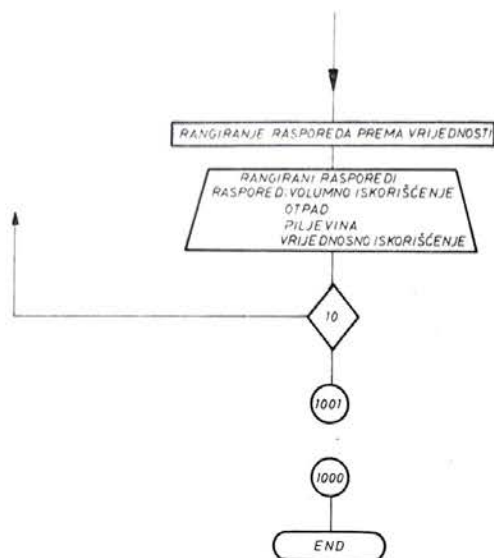 RANGIRANJE RASPOREDA PREMA VRIJEDNOSTI
RANGIRANI RASPOREDI
RASPORED: VOLUMNO ISKORIŠĆENJE
OTPAD
PILJEVINA
VRIJEDNOSNO ISKORIŠĆENJE
10
1001
1000
END